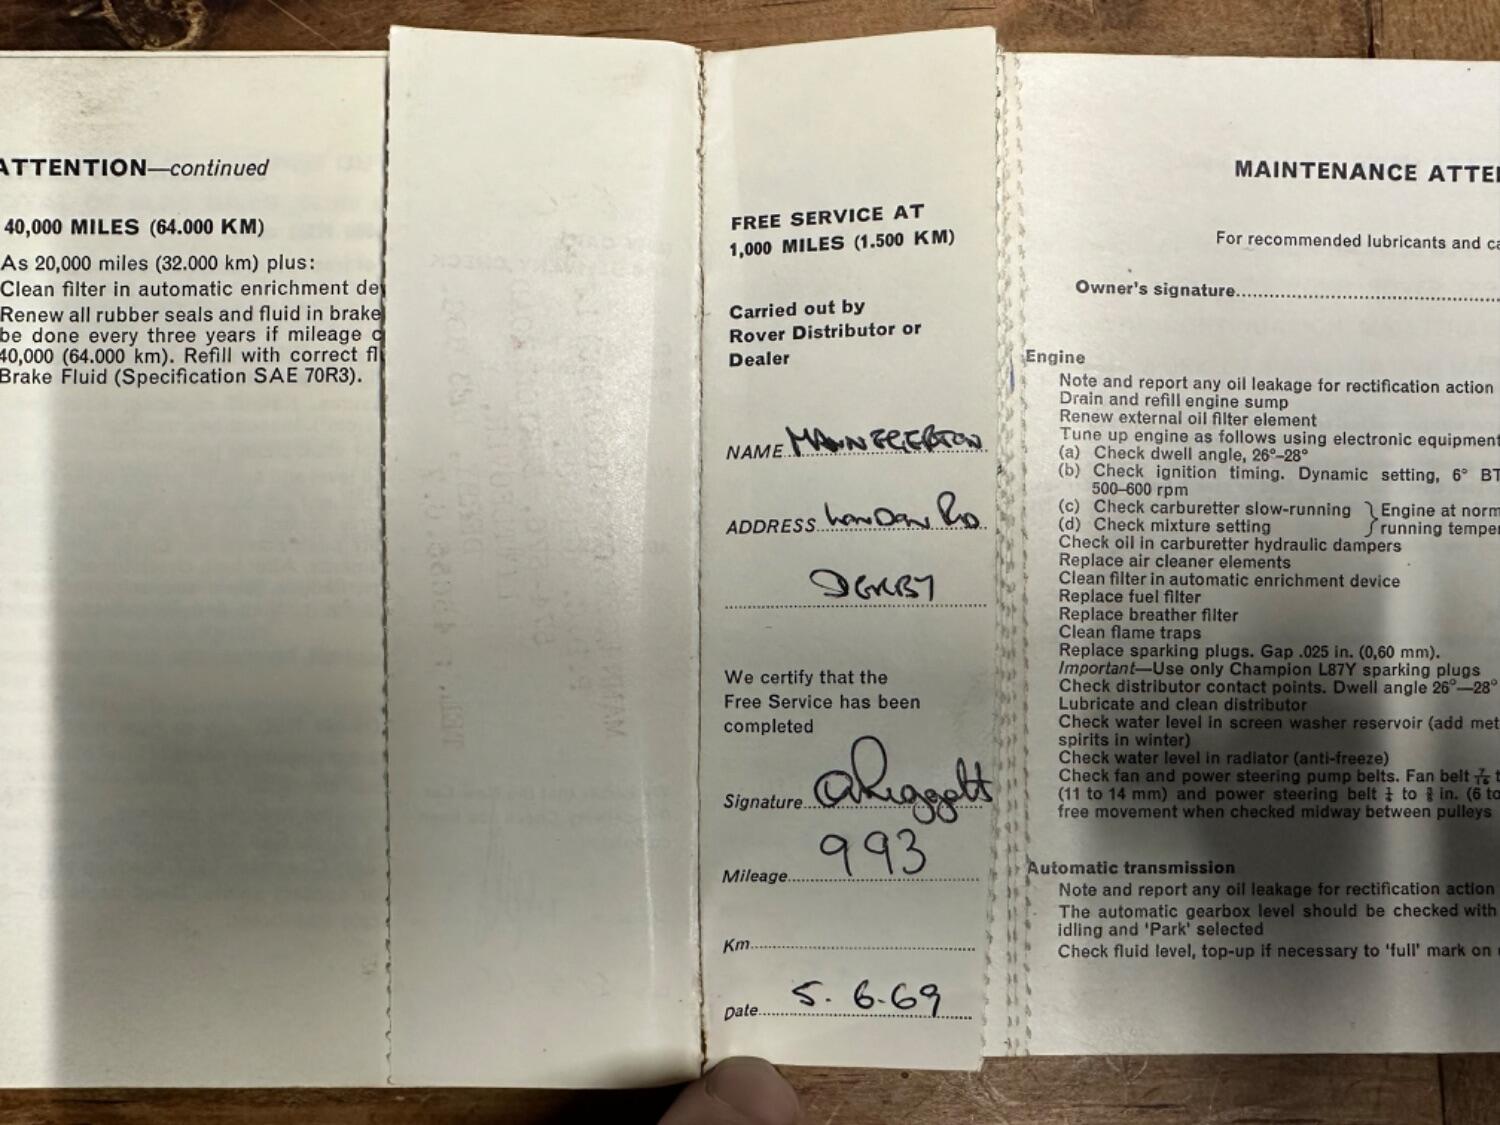 ATTENTION—continued
40,000 MILES (64.000 KM)
As 20,000 miles (32.000 km) plus:
Clean filter in automatic enrichment de
Renew all rubber seals and fluid in brake
be done every three years if mileage
40,000 (64.000 km). Refill with correct fl
Brake Fluid (Specification SAE 70R3).
FREE SERVICE AT
1,000 MILES (1.500 KM)
Carried out by
Rover Distributor or
Dealer
NAME MANN EGERTON
ADDRESS London Rd
DERBY
We certify that the
Free Service has been
completed
Signature
Mileage 993
Km
Date 5.6.69
MAINTENANCE ATTE
For recommended lubricants and ca
Owner's signature
Engine
Note and report any oil leakage for rectification action
Drain and refill engine sump
Renew external oil filter element
Tune up engine as follows using electronic equipment
(a) Check dwell angle, 26°–28°
(b) Check ignition timing. Dynamic setting, 6° BT
500–600 rpm
(c) Check carburetter slow-running } Engine at norm
(d) Check mixture setting } running temper
Check oil in carburetter hydraulic dampers
Replace air cleaner elements
Clean filter in automatic enrichment device
Replace fuel filter
Replace breather filter
Clean flame traps
Replace sparking plugs. Gap .025 in. (0,60 mm).
Important—Use only Champion L87Y sparking plugs
Check distributor contact points. Dwell angle 26°—28°
Lubricate and clean distributor
Check water level in screen washer reservoir (add met
spirits in winter)
Check water level in radiator (anti-freeze)
Check fan and power steering pump belts. Fan belt 7/16 t
(11 to 14 mm) and power steering belt to in. (6 to
free movement when checked midway between pulleys
Automatic transmission
Note and report any oil leakage for rectification action
The automatic gearbox level should be checked with
idling and 'Park' selected
Check fluid level, top-up if necessary to 'full' mark on